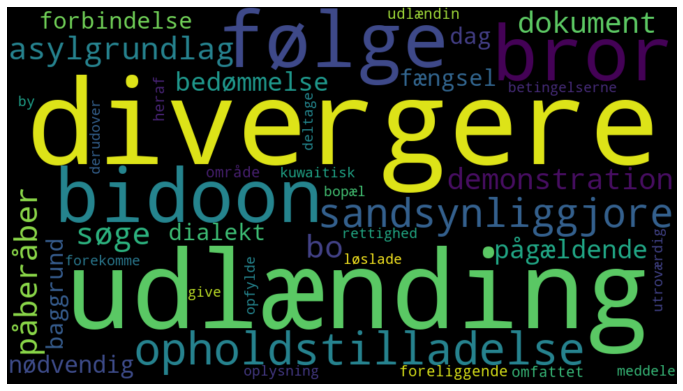 forbindelse
følge
udlændin
dokument
asylgrundlag
dag
bror
bedømmelse
fængsel
betingelserne
by
derudover
heraf
deltage
divergere
område
kuwaitisk
bopæl
demonstration
bidoon
sandsynliggjore
påberåber
søge
dialekt
rettighed
bo
pågældende
baggrund
forekomme
løslade
utroværdig
udlænding
give
opfylde
opholdstilladelse
nødvendig
oplysning
foreliggende
omfattet
meddele